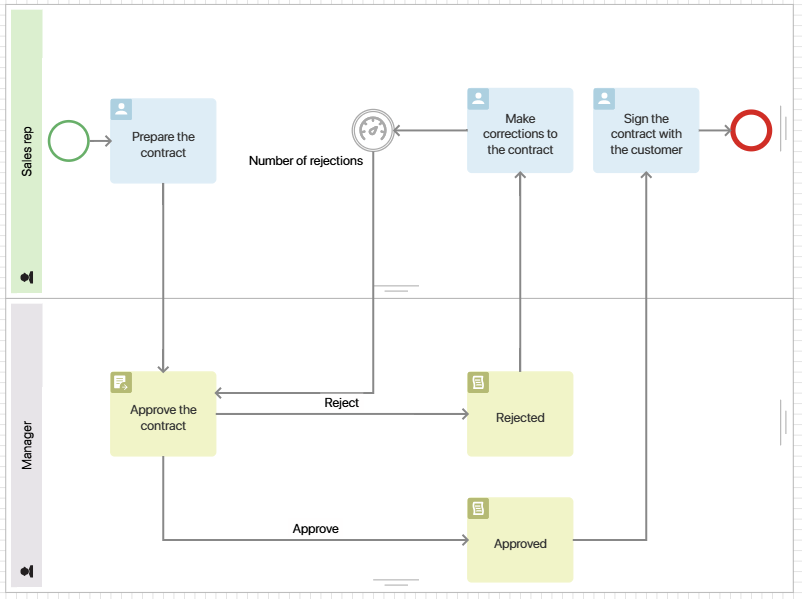 Sales rep
Prepare the
contract
Number of rejections
Make
corrections to
the contract
Sign the
contract with
the customer
Manager
Approve the
contract
Reject
Rejected
Approve
Approved